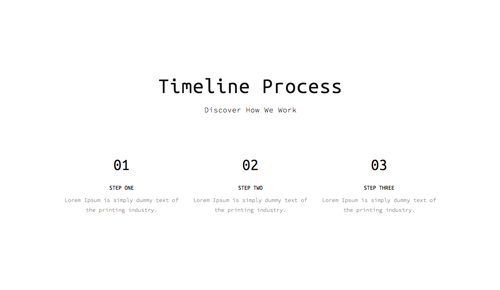 Timeline Process
Discover How We Work
01
STEP ONE
Lorem Ipsum is simply dummy text of
the printing industry.
02
STEP TWO
Lorem Ipsum is simply dummy text of
the printing industry.
03
STEP THREE
Lorem Ipsum is simply dummy text of
the printing industry.